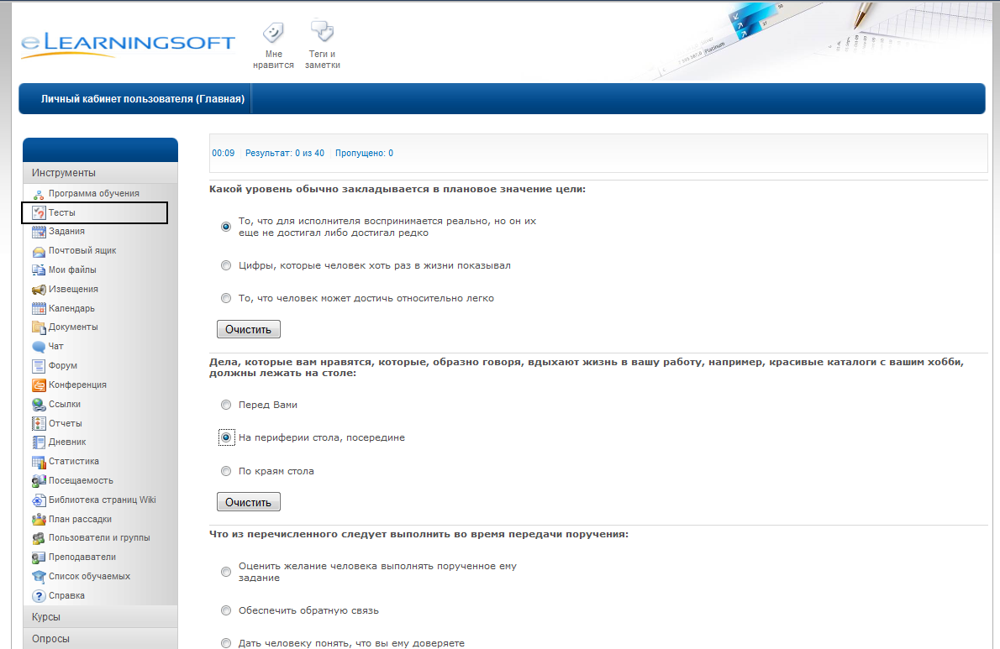 eLearningsoft
Мне нравится
Теги и заметки
Platinum
Личный кабинет пользователя (Главная)
Инструменты
Программа обучения
Тесты
Задания
Почтовый ящик
Мои файлы
Извещения
Календарь
Документы
Чат
Форум
Конференция
Ссылки
Отчеты
Дневник
Статистика
Посещаемость
Библиотека страниц Wiki
План рассадки
Пользователи и группы
Преподаватели
Список обучаемых
Справка
Курсы
Опросы
00:09 Результат: 0 из 40 Пропущено: 0
Какой уровень обычно закладывается в плановое значение цели:
То, что для исполнителя воспринимается реально, но он их
еще не достигал либо достигал редко
Цифры, которые человек хоть раз в жизни показывал
То, что человек может достичь относительно легко
Очистить
Дела, которые вам нравятся, которые, образно говоря, вдыхают жизнь в вашу работу, например, красивые каталоги с вашим хобби,
должны лежать на столе:
Перед Вами
На периферии стола, посередине
По краям стола
Очистить
Что из перечисленного следует выполнить во время передачи поручения:
Оценить желание человека выполнять порученное ему
задание
Обеспечить обратную связь
Дать человеку понять, что вы ему доверяете